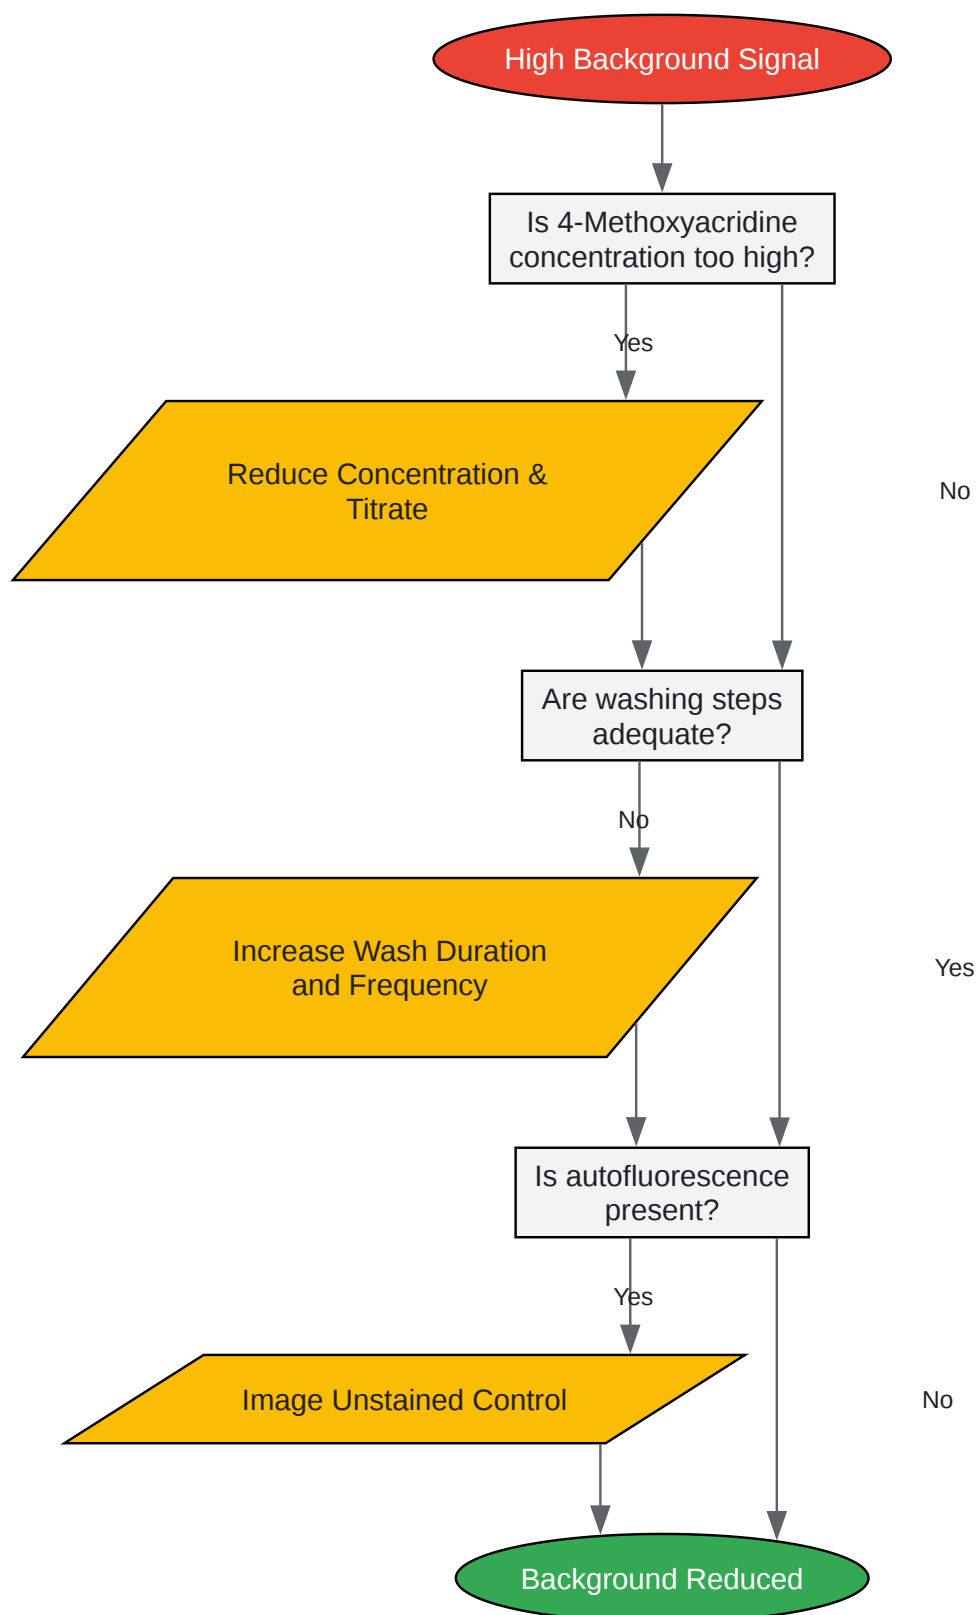 High Background Signal
Is 4-Methoxyacridine
concentration too high?
Yes
Reduce Concentration &
Titrate
No
Are washing steps
adequate?
No
Increase Wash Duration
and Frequency
Yes
Is autofluorescence
present?
Yes
Image Unstained Control
No
Background Reduced